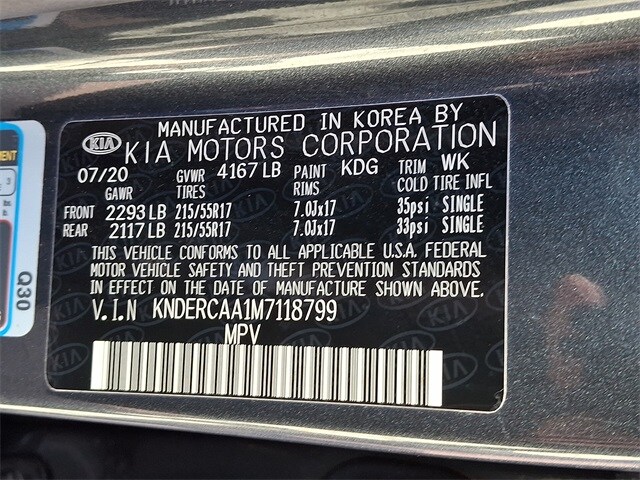 MANUFACTURED IN KOREA BY
KIA KIA MOTORS CORPORATION
07/20 GVWR 4167 LB PAINT KDG TRIM WK
GAWR TIRES RIMS COLD TIRE INFL
FRONT 2293 LB 215/55R17 7.0Jx17 35psi SINGLE
REAR 2117 LB 215/55R17 7.0Jx17 33psi SINGLE
THIS VEHICLE CONFORMS TO ALL APPLICABLE U.S.A. FEDERAL
MOTOR VEHICLE SAFETY AND THEFT PREVENTION STANDARDS
IN EFFECT ON THE DATE OF MANUFACTURE SHOWN ABOVE.
V.I.N KNDERCAA1M7118799
MPV
Q30